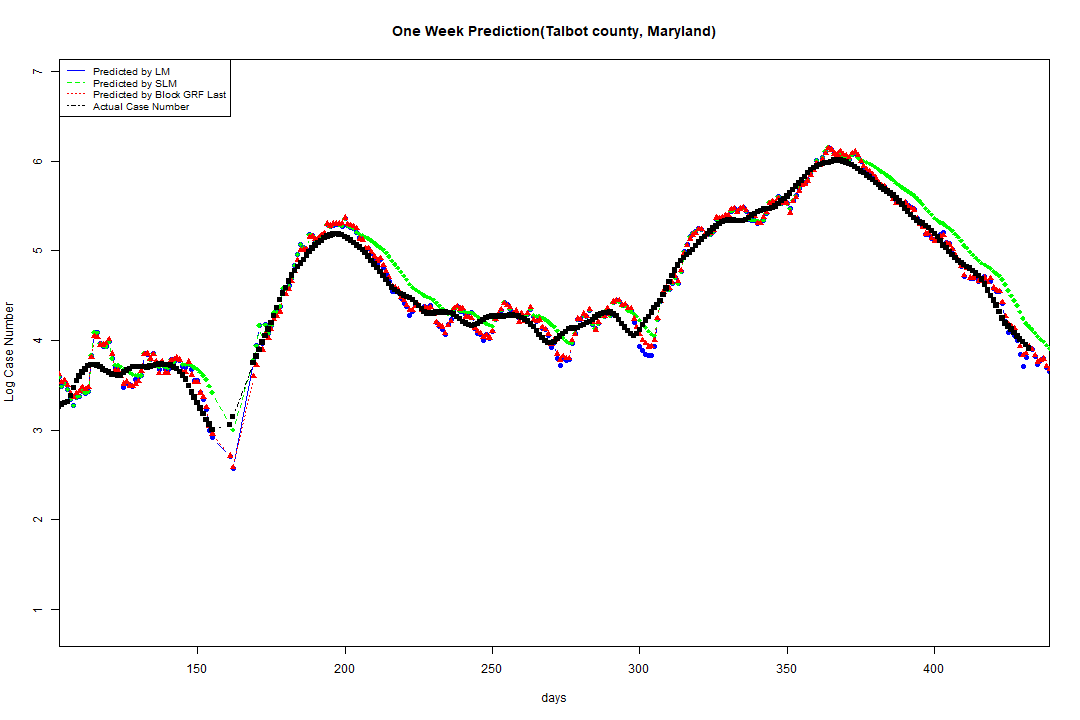 One Week Prediction(Talbot county, Maryland)
Predicted by LM
Predicted by SLM
Predicted by Block GRF Last
Actual Case Number
7
6
5
4
3
2
1
Log Case Number
150 200 250 300 350 400
days